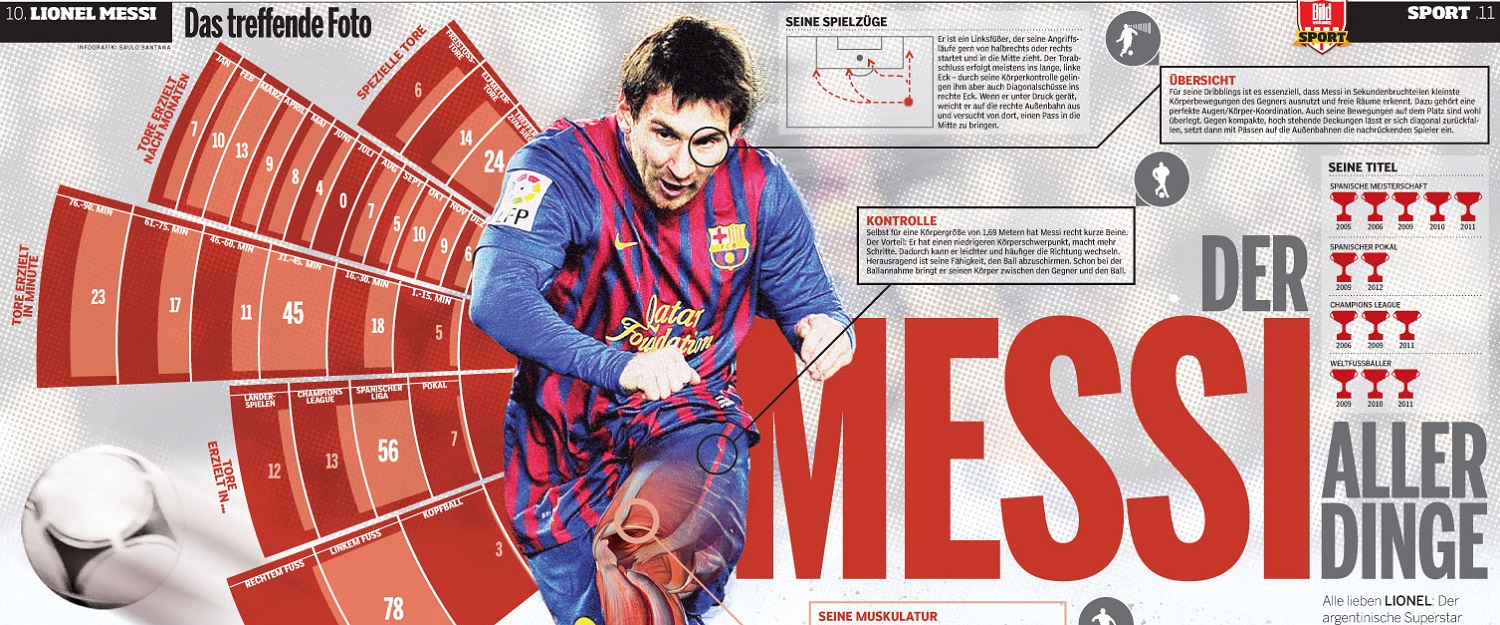 10. LIONEL MESSI
INFOGRAFIK: SAULO SANTANA
Das treffende Foto
SPORT .11
Bild
SPORT
TORE ERZIELT
NACH MONATEN
JAN
FEB
MÄRZ
APRIL
MAI
JUNI
JULI
AUG
SEPT
OKT
NOV
7
10
13
9
8
4
0
7
5
10
9
6
SPEZIELLE TORE
FREISTOSS-
TORE
ELFMETER-
TORE
6
14
24
TORE ERZIELT
IN MINUTE
76.-90. MIN
61.-75. MIN
46.-60. MIN
31.-45. MIN
16.-30. MIN
1.-15. MIN
23
17
11
45
18
5
TORE
ERZIELT IN...
LÄNDER-
SPIELEN
CHAMPIONS
LEAGUE
SPANISCHER
LIGA
POKAL
12
13
56
7
RECHTEM FUSS
LINKEM FUSS
KOPFBALL
78
3
LFP
FCB
Qatar
Foundation
SEINE SPIELZÜGE
Er ist ein Linksfüßer, der seine Angriffs-
läufe gern von halbrechts oder rechts
startet und in die Mitte zieht. Der Torab-
schluss erfolgt meistens ins lange, linke
Eck – durch seine Körperkontrolle gelin-
gen ihm aber auch Diagonalschüsse ins
rechte Eck. Wenn er unter Druck gerät,
weicht er auf die rechte Außenbahn aus
und versucht von dort, einen Pass in die
Mitte zu bringen.
ÜBERSICHT
Für seine Dribblings ist es essenziell, dass Messi in Sekundenbruchteilen kleinste
Körperbewegungen des Gegners ausnutzt und freie Räume erkennt. Dazu gehört eine
perfekte Augen/Körper-Koordination. Auch seine Bewegungen auf dem Platz sind wohl
überlegt. Gegen kompakte, hoch stehende Deckungen lässt er sich diagonal zurückfal-
len, setzt dann mit Pässen auf die Außenbahnen die nachrückenden Spieler ein.
KONTROLLE
Selbst für eine Körpergröße von 1,69 Metern hat Messi recht kurze Beine.
Der Vorteil: Er hat einen niedrigeren Körperschwerpunkt, macht mehr
Schritte. Dadurch kann er leichter und häufiger die Richtung wechseln.
Herausragend ist seine Fähigkeit, den Ball abzuschirmen. Schon bei der
Ballannahme bringt er seinen Körper zwischen den Gegner und den Ball.
SEINE TITEL
SPANISCHE MEISTERSCHAFT
2005 2006 2009 2010 2011
SPANISCHER POKAL
2009 2012
CHAMPIONS LEAGUE
2006 2009 2011
WELTFUSSBALLER
2009 2010 2011
DER
MESSI
ALLER
DINGE
Alle lieben LIONEL: Der
argentinische Superstar
SEINE MUSKULATUR